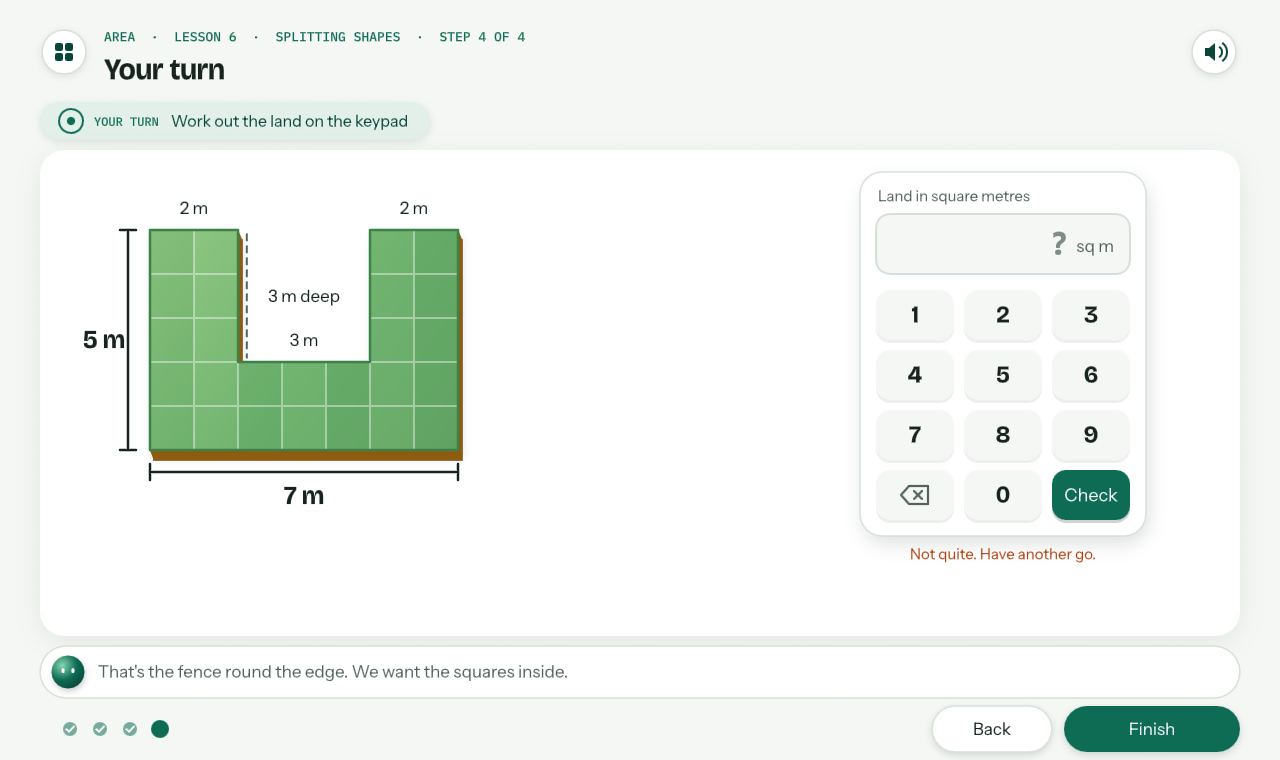 AREA · LESSON 6 · SPLITTING SHAPES · STEP 4 OF 4
Your turn
YOUR TURN Work out the land on the keypad
2 m
2 m
3 m deep
3 m
5 m
7 m
Land in square metres
? sq m
1 2 3
4 5 6
7 8 9
0 Check
Not quite. Have another go.
That's the fence round the edge. We want the squares inside.
Back
Finish